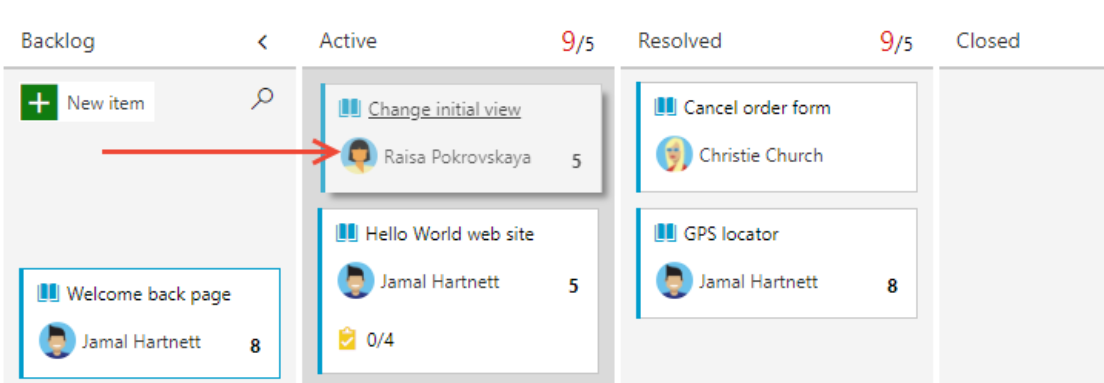 Backlog
<
Active
9/5
Resolved
9/5
Closed
New item
Change initial view
Raisa Pokrovskaya 5
Cancel order form
Christie Church
Hello World web site
Jamal Hartnett 5
0/4
GPS locator
Jamal Hartnett 8
Welcome back page
Jamal Hartnett 8